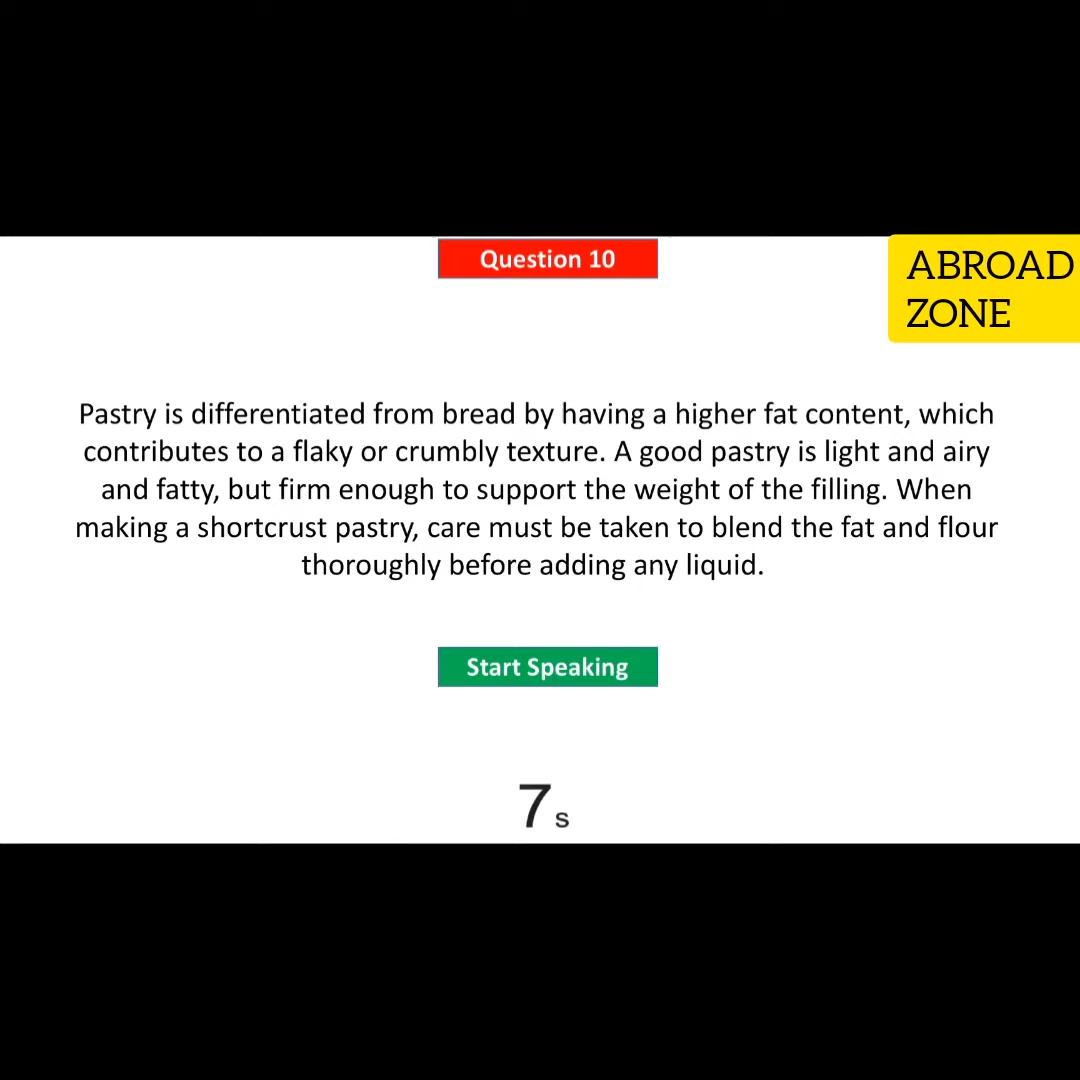 Question 10
ABROAD
ZONE
Pastry is differentiated from bread by having a higher fat content, which
contributes to a flaky or crumbly texture. A good pastry is light and airy
and fatty, but firm enough to support the weight of the filling. When
making a shortcrust pastry, care must be taken to blend the fat and flour
thoroughly before adding any liquid.
Start Speaking
7s